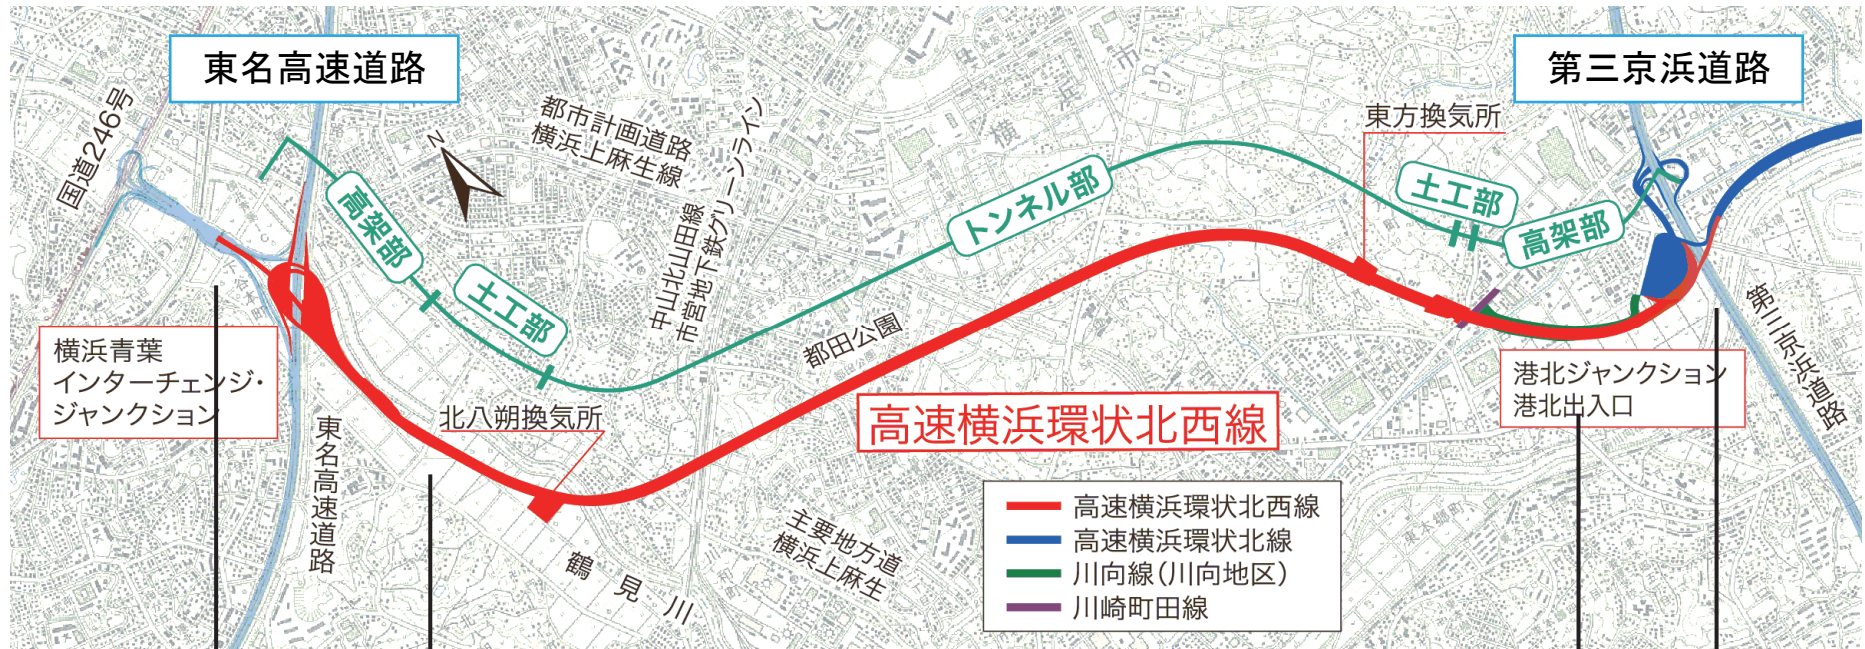 東名高速道路
第三京浜道路
国道246号
都市計画道路
横浜上麻生線
N
横
浜
市
東方換気所
高架部
土工部
トンネル部
土工部
高架部
中山北山田線
市営地下鉄グリーンライン
都田公園
横浜青葉
インターチェンジ・
ジャンクション
東名高速道路
北八朔換気所
高速横浜環状北西線
港北ジャンクション
港北出入口
第三京浜道路
鶴見川
主要地方道
横浜上麻生
高速横浜環状北西線
高速横浜環状北線
川向線(川向地区)
川崎町田線